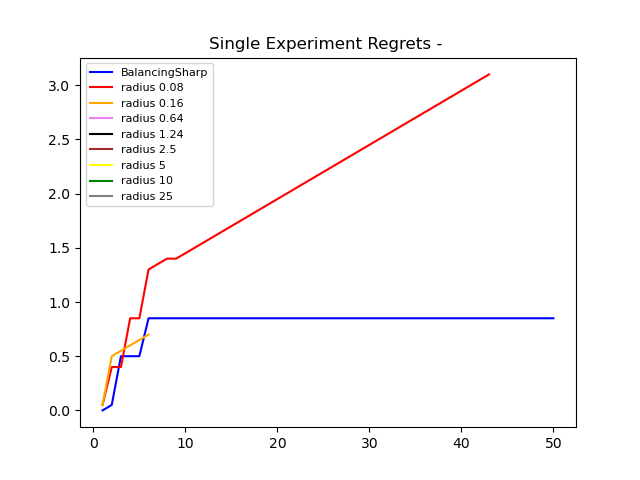 Single Experiment Regrets -
BalancingSharp
radius 0.08
radius 0.16
radius 0.64
radius 1.24
radius 2.5
radius 5
radius 10
radius 25
3.0
2.5
2.0
1.5
1.0
0.5
0.0
0 10 20 30 40 50